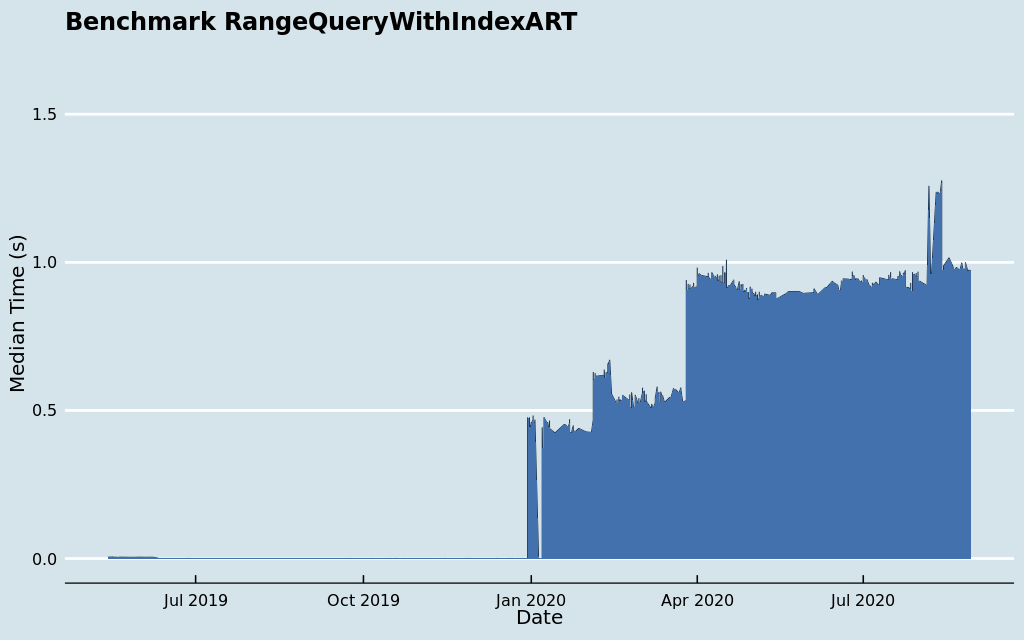 Benchmark RangeQueryWithIndexART
Median Time (s)
1.5
1.0
0.5
0.0
Jul 2019 Oct 2019 Jan 2020 Apr 2020 Jul 2020
Date